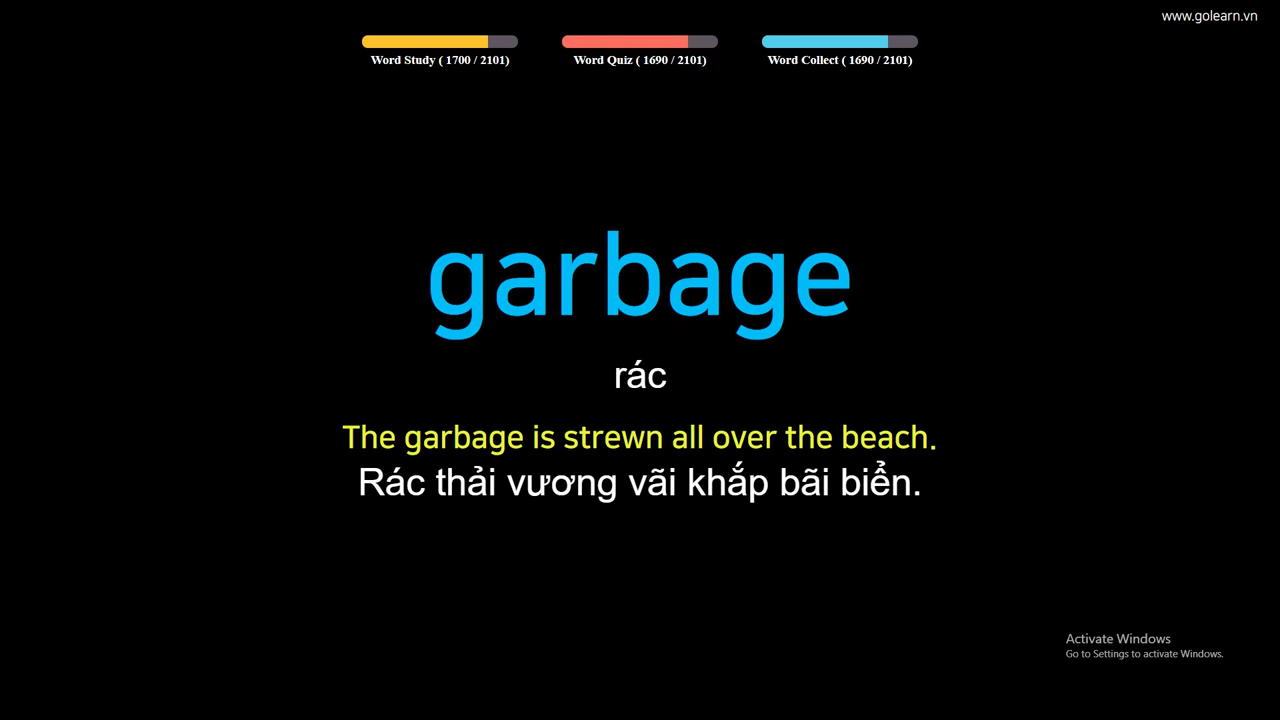 www.golearn.vn
Word Study ( 1700 / 2101)
Word Quiz ( 1690 / 2101)
Word Collect ( 1690 / 2101)
garbage
rác
The garbage is strewn all over the beach.
Rác thải vương vãi khắp bãi biển.
Activate Windows
Go to Settings to activate Windows.